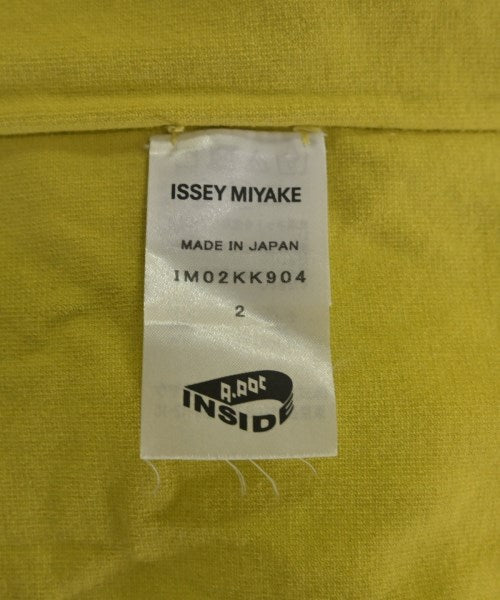 ISSEY MIYAKE
MADE IN JAPAN
IM02KK904
2
A-POC
INSIDE